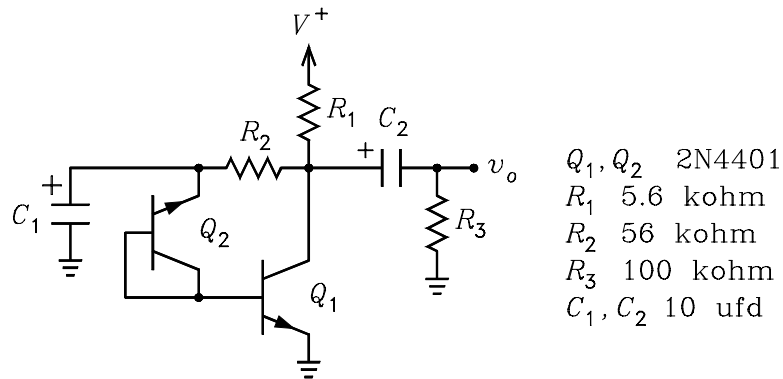 V⁺
R₁
R₂
C₂
+
vₒ
+
C₁
Q₂
R₃
Q₁
Q₁, Q₂ 2N4401
R₁ 5.6 kohm
R₂ 56 kohm
R₃ 100 kohm
C₁, C₂ 10 ufd